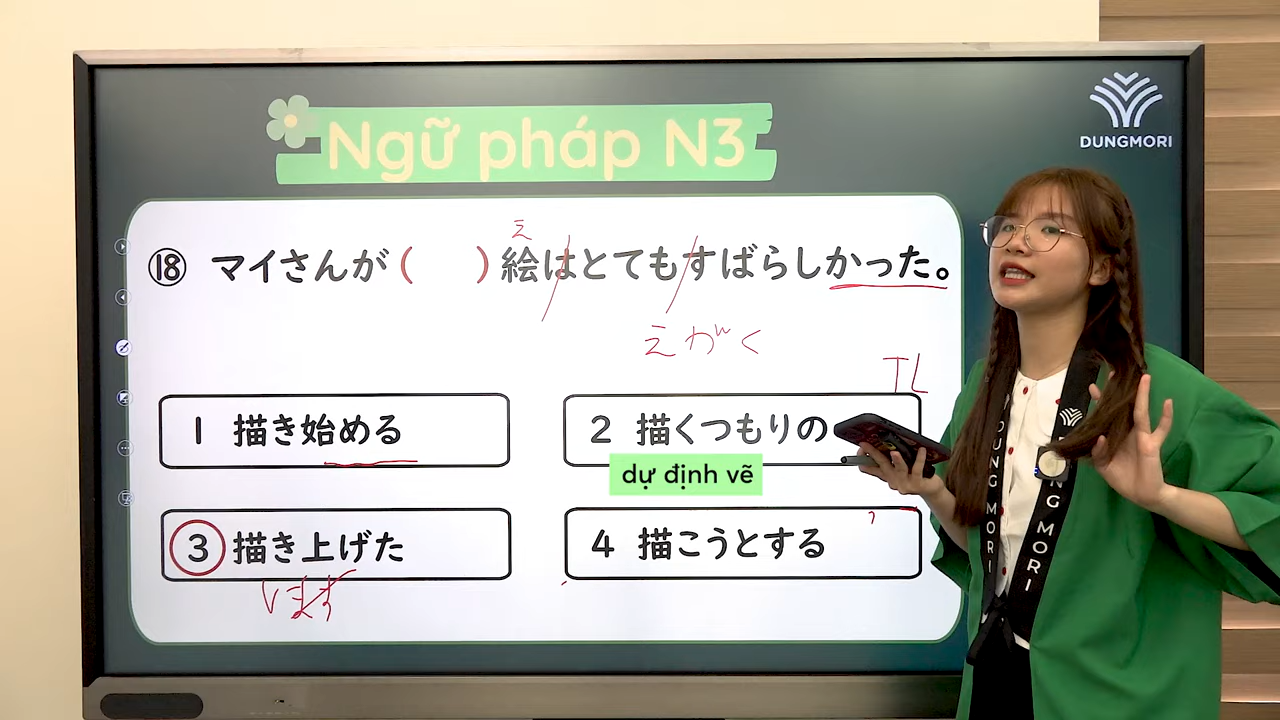 DUNGMORI
Ngữ pháp N3
え
⑱ マイさんが( )絵はとてもすばらしかった。
えがく
TL
1 描き始める
2 描くつもりの
dự định vẽ
③ 描き上げた
4 描こうとする
Vます
DUNG MORI
DUNG MORI